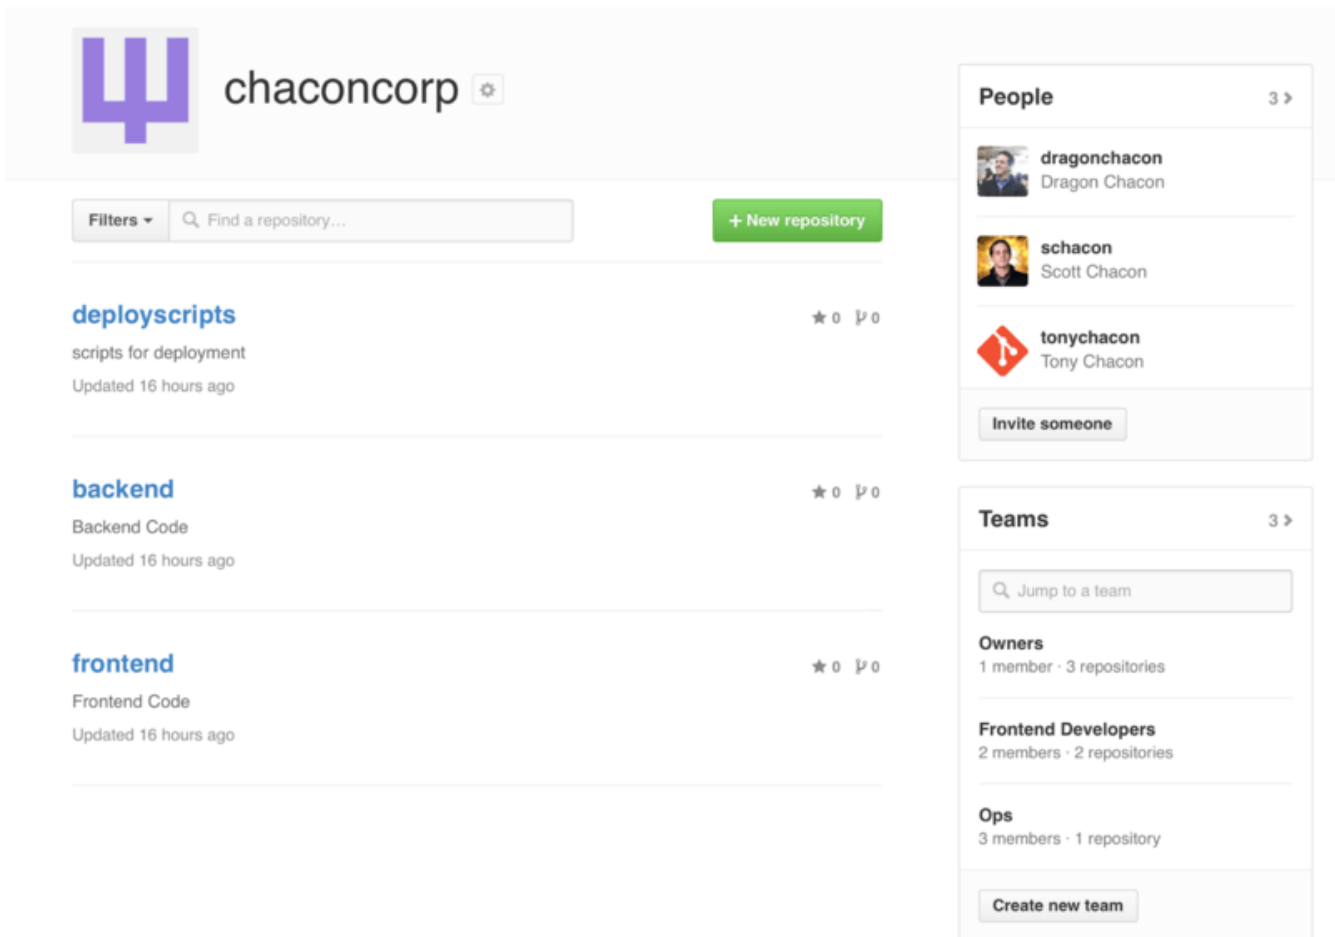 chaconcorp
Filters
Find a repository...
+ New repository
deployscripts
0 0
scripts for deployment
Updated 16 hours ago
backend
0 0
Backend Code
Updated 16 hours ago
frontend
0 0
Frontend Code
Updated 16 hours ago
People 3
dragonchacon
Dragon Chacon
schacon
Scott Chacon
tonychacon
Tony Chacon
Invite someone
Teams 3
Jump to a team
Owners
1 member · 3 repositories
Frontend Developers
2 members · 2 repositories
Ops
3 members · 1 repository
Create new team